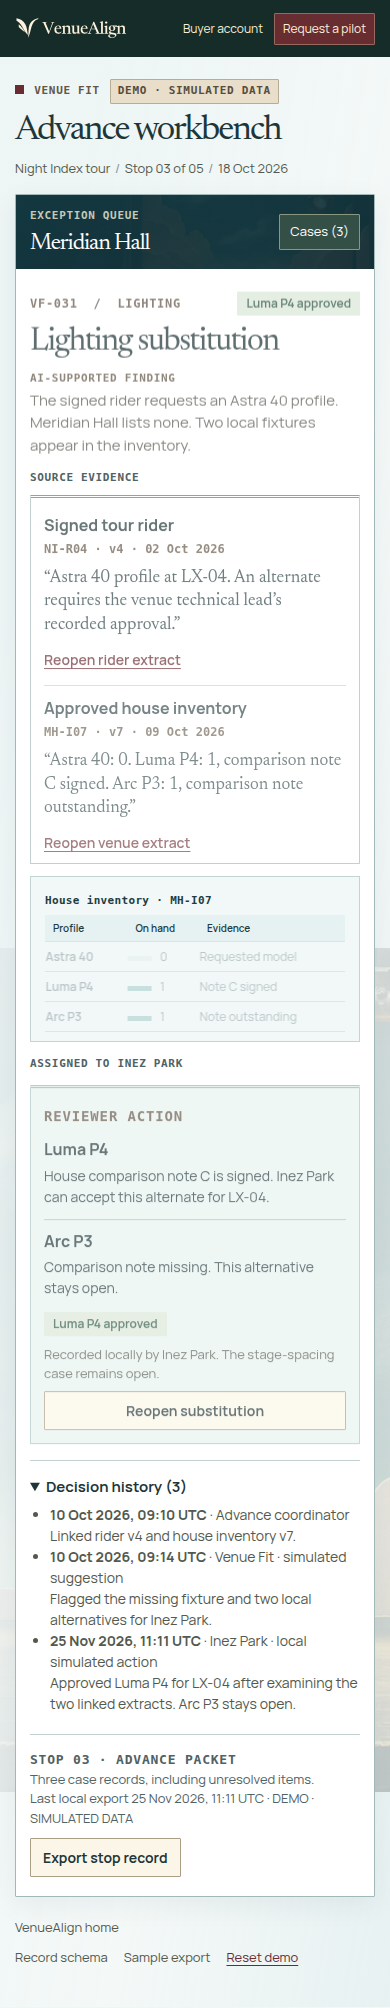 VenueAlign
Buyer account
Request a pilot
VENUE FIT
DEMO · SIMULATED DATA
Advance workbench
Night Index tour / Stop 03 of 05 / 18 Oct 2026
EXCEPTION QUEUE
Meridian Hall
Cases (3)
VF-031 / LIGHTING
Luma P4 approved
Lighting substitution
AI-SUPPORTED FINDING
The signed rider requests an Astra 40 profile.
Meridian Hall lists none. Two local fixtures
appear in the inventory.
SOURCE EVIDENCE
Signed tour rider
NI-R04 · v4 · 02 Oct 2026
“Astra 40 profile at LX-04. An alternate
requires the venue technical lead’s
recorded approval.”
Reopen rider extract
Approved house inventory
MH-I07 · v7 · 09 Oct 2026
“Astra 40: 0. Luma P4: 1, comparison note
C signed. Arc P3: 1, comparison note
outstanding.”
Reopen venue extract
House inventory · MH-I07
Profile On hand Evidence
Astra 40 0 Requested model
Luma P4 1 Note C signed
Arc P3 1 Note outstanding
ASSIGNED TO INEZ PARK
REVIEWER ACTION
Luma P4
House comparison note C is signed. Inez Park
can accept this alternate for LX-04.
Arc P3
Comparison note missing. This alternative
stays open.
Luma P4 approved
Recorded locally by Inez Park. The stage-spacing
case remains open.
Reopen substitution
Decision history (3)
10 Oct 2026, 09:10 UTC · Advance coordinator
Linked rider v4 and house inventory v7.
10 Oct 2026, 09:14 UTC · Venue Fit · simulated
suggestion
Flagged the missing fixture and two local
alternatives for Inez Park.
25 Nov 2026, 11:11 UTC · Inez Park · local
simulated action
Approved Luma P4 for LX-04 after examining the
two linked extracts. Arc P3 stays open.
STOP 03 · ADVANCE PACKET
Three case records, including unresolved items.
Last local export 25 Nov 2026, 11:11 UTC · DEMO ·
SIMULATED DATA
Export stop record
VenueAlign home
Record schema
Sample export
Reset demo